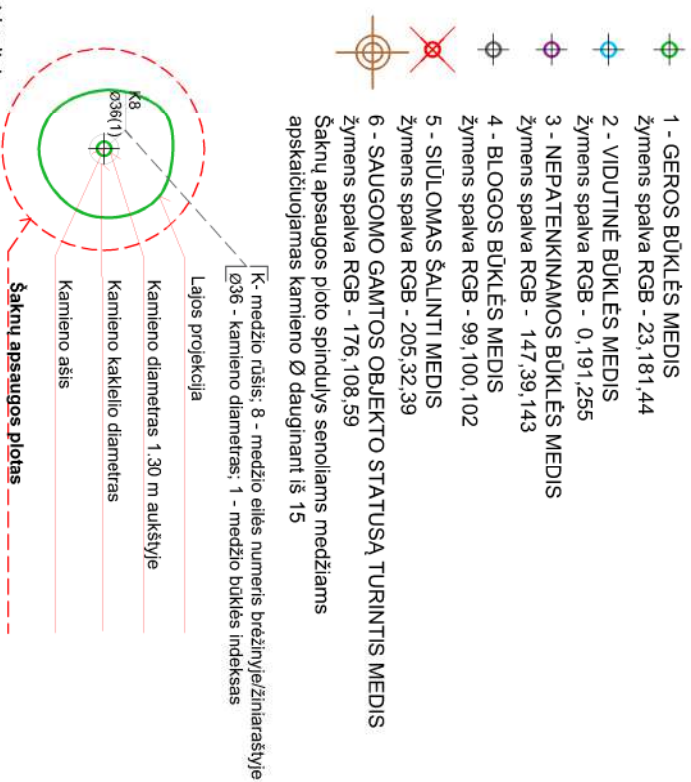 1 - GEROS BŪKLĖS MEDIS
žymens spalva RGB - 23,181,44
2 - VIDUTINĖ BŪKLĖS MEDIS
žymens spalva RGB - 0,191,255
3 - NEPATENKINAMOS BŪKLĖS MEDIS
žymens spalva RGB - 147,39,143
4 - BLOGOS BŪKLĖS MEDIS
žymens spalva RGB - 99,100,102
5 - SIŪLOMAS ŠALINTI MEDIS
žymens spalva RGB - 205,32,39
6 - SAUGOMO GAMTOS OBJEKTO STATUSĄ TURINTIS MEDIS
žymens spalva RGB - 176,108,59
Šaknų apsaugos ploto spindulys senoliams medžiams
apskaičiuojamas kamieno Ø dauginant iš 15
K- medžio rūšis; 8 - medžio eilės numeris brėžinyje/žiniaraštyje
Ø36 - kamieno diametras; 1 - medžio būklės indeksas
K8
Ø36(1)
Lajos projekcija
Kamieno diametras 1.30 m aukštyje
Kamieno kaklelio diametras
Kamieno ašis
Šaknų apsaugos plotas